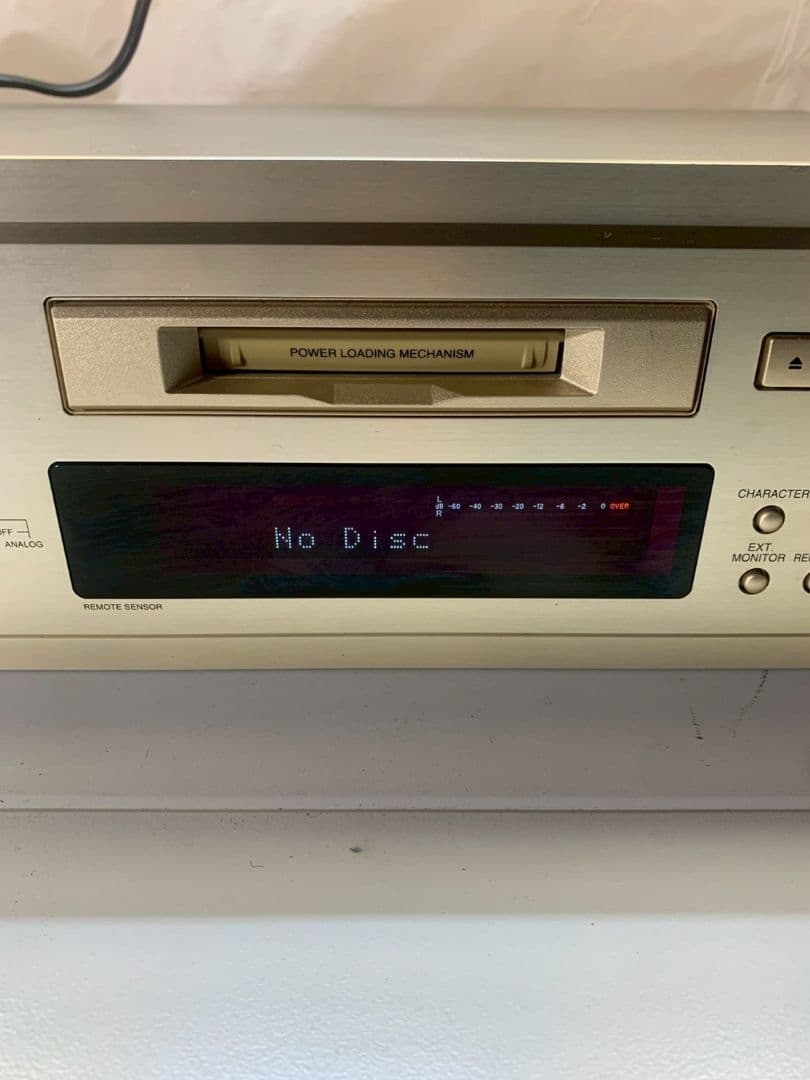 POWER LOADING MECHANISM
L
dB -60 -40 -30 -20 -12 -6 -2 0 OVER
R
No Disc
ANALOG
REMOTE SENSOR
CHARACTER
EXT.
MONITOR